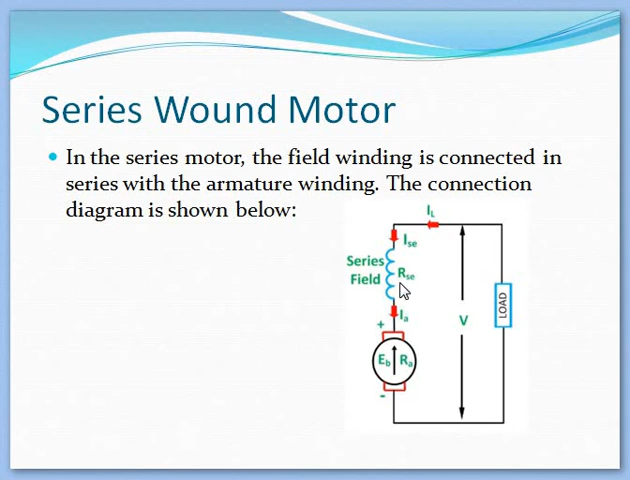 Series Wound Motor
In the series motor, the field winding is connected in
series with the armature winding. The connection
diagram is shown below:
IL
Ise
Series
Field
Rse
Ia
+
Eb
Ra
-
V
LOAD